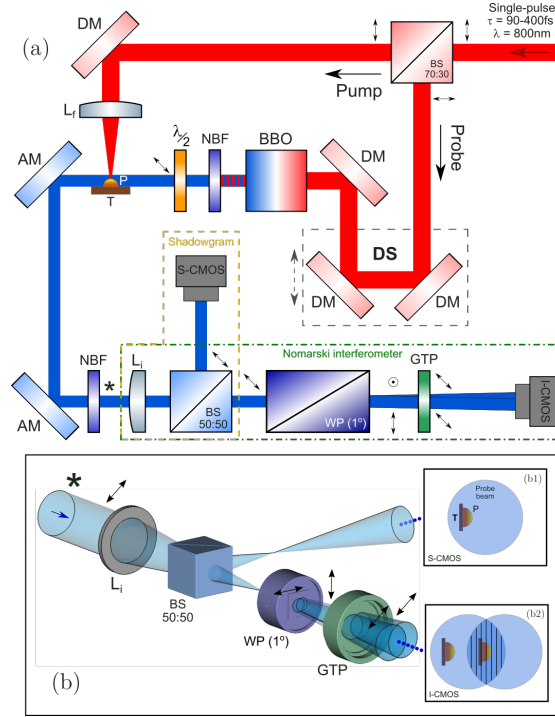 Single-pulse
τ = 90-400fs
λ = 800nm
(a)
DM
BS
70:30
Pump
Probe
L_f
AM
λ/2
NBF
BBO
DM
P
T
Shadowgram
DS
S-CMOS
DM
DM
Nomarski interferometer
NBF
*
L_i
GTP
AM
BS
50:50
WP (1°)
I-CMOS
*
L_i
BS
50:50
WP (1°)
GTP
(b)
(b1)
Probe
beam
T
P
S-CMOS
(b2)
I-CMOS